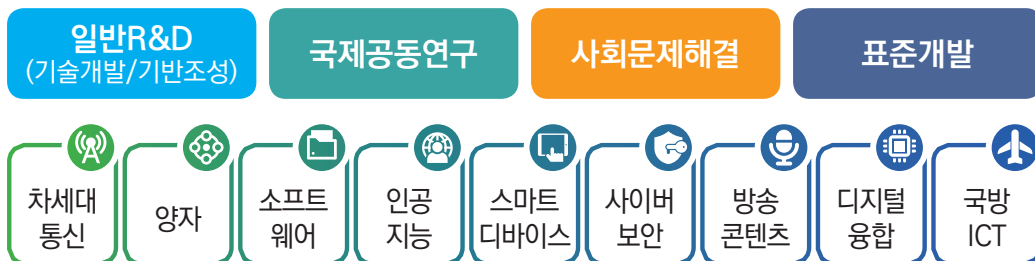 일반R&D
(기술개발/기반조성)
국제공동연구
사회문제해결
표준개발
차세대
통신
양자
소프트
웨어
인공
지능
스마트
디바이스
사이버
보안
방송
콘텐츠
디지털
융합
국방
ICT